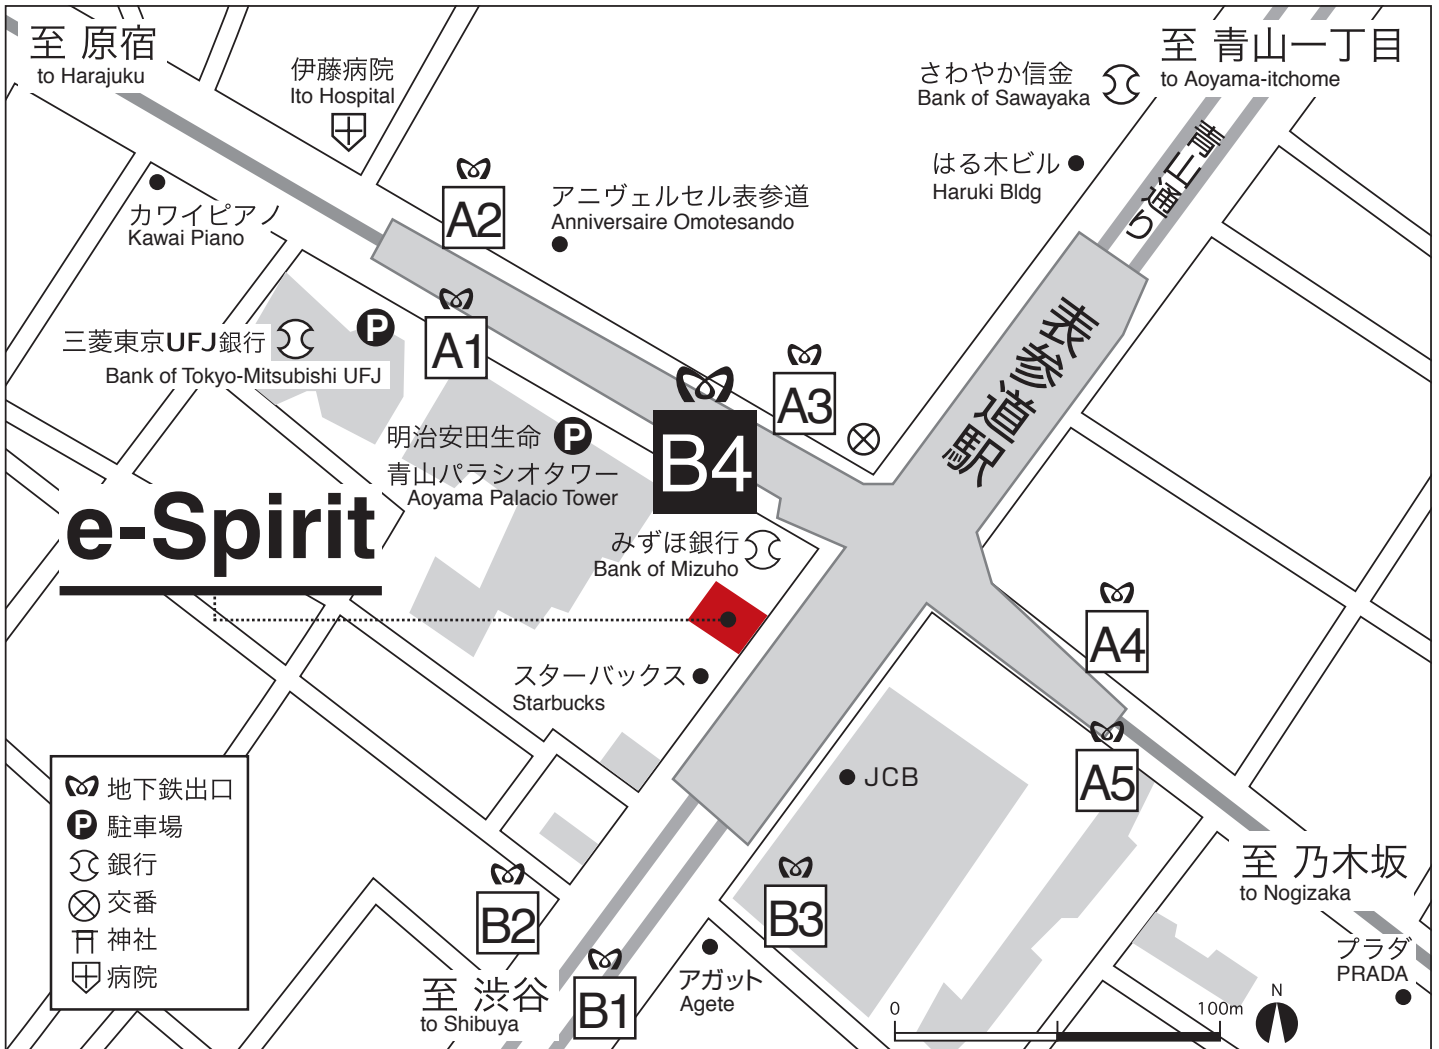 至 原宿
to Harajuku
伊藤病院
Ito Hospital
さわやか信金
Bank of Sawayaka
至 青山一丁目
to Aoyama-itchome
青山通り
はる木ビル
Haruki Bldg
カワイピアノ
Kawai Piano
A2
アニヴェルセル表参道
Anniversaire Omotesando
表参道駅
三菱東京UFJ銀行
Bank of Tokyo-Mitsubishi UFJ
P
A1
A3
明治安田生命
P
青山パラシオタワー
Aoyama Palacio Tower
B4
e-Spirit
みずほ銀行
Bank of Mizuho
スターバックス
Starbucks
A4
A5
JCB
地下鉄出口
P 駐車場
銀行
交番
神社
病院
B2
B3
至 渋谷
to Shibuya
B1
アガット
Agete
至 乃木坂
to Nogizaka
プラダ
PRADA
0
100m
N